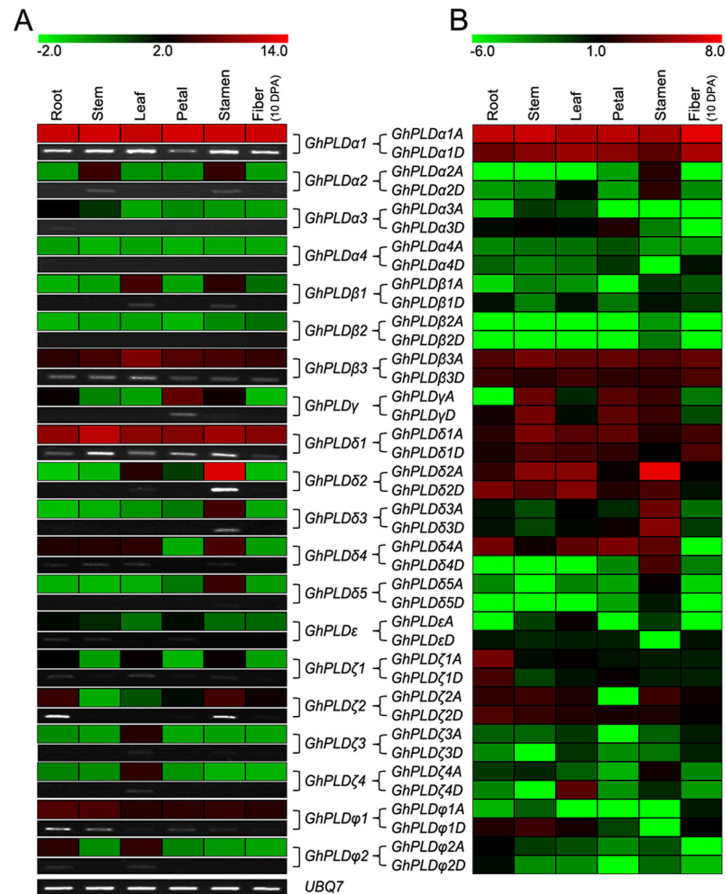 A
B
-2.0 2.0 14.0
-6.0 1.0 8.0
Root Stem Leaf Petal Stamen Fiber (10 DPA)
Root Stem Leaf Petal Stamen Fiber (10 DPA)
GhPLDα1 GhPLDα1A
GhPLDα1D
GhPLDα2 GhPLDα2A
GhPLDα2D
GhPLDα3 GhPLDα3A
GhPLDα3D
GhPLDα4 GhPLDα4A
GhPLDα4D
GhPLDβ1 GhPLDβ1A
GhPLDβ1D
GhPLDβ2 GhPLDβ2A
GhPLDβ2D
GhPLDβ3 GhPLDβ3A
GhPLDβ3D
GhPLDγ GhPLDγA
GhPLDγD
GhPLDδ1 GhPLDδ1A
GhPLDδ1D
GhPLDδ2 GhPLDδ2A
GhPLDδ2D
GhPLDδ3 GhPLDδ3A
GhPLDδ3D
GhPLDδ4 GhPLDδ4A
GhPLDδ4D
GhPLDδ5 GhPLDδ5A
GhPLDδ5D
GhPLDε GhPLDεA
GhPLDεD
GhPLDζ1 GhPLDζ1A
GhPLDζ1D
GhPLDζ2 GhPLDζ2A
GhPLDζ2D
GhPLDζ3 GhPLDζ3A
GhPLDζ3D
GhPLDζ4 GhPLDζ4A
GhPLDζ4D
GhPLDφ1 GhPLDφ1A
GhPLDφ1D
GhPLDφ2 GhPLDφ2A
GhPLDφ2D
UBQ7